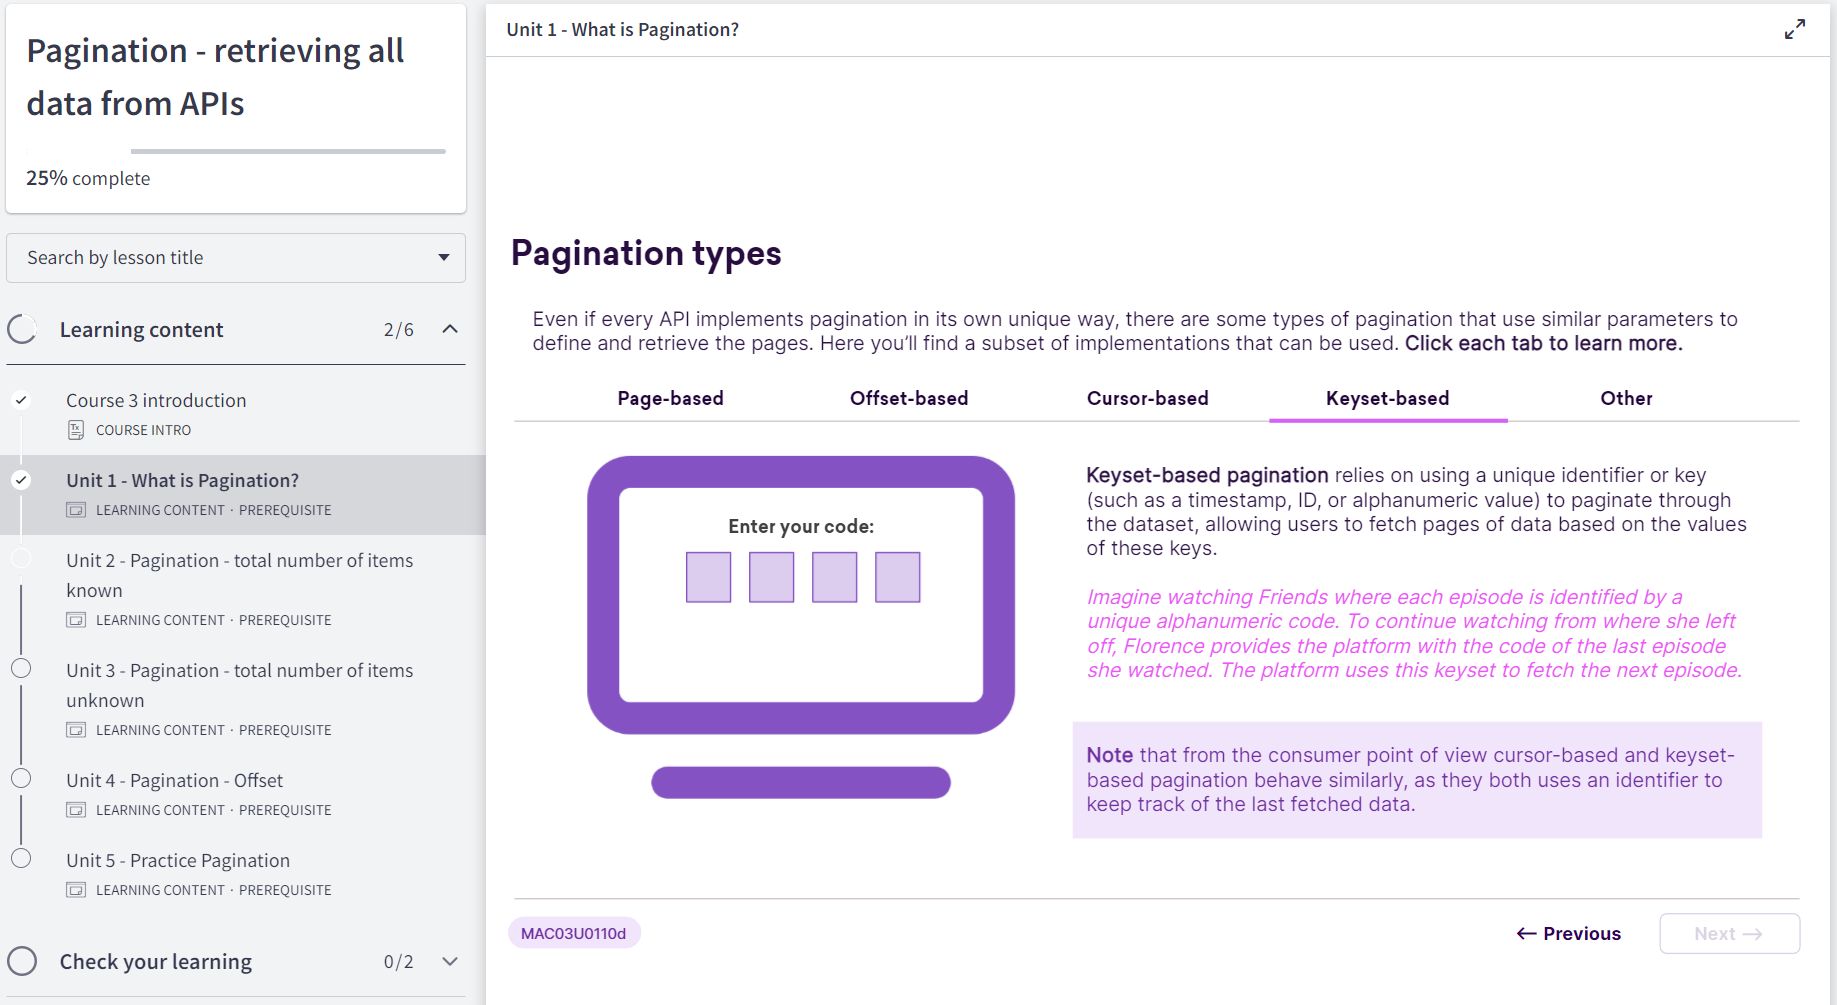 Pagination - retrieving all
data from APIs
25% complete
Search by lesson title
Learning content 2/6
Course 3 introduction
COURSE INTRO
Unit 1 - What is Pagination?
LEARNING CONTENT · PREREQUISITE
Unit 2 - Pagination - total number of items
known
LEARNING CONTENT · PREREQUISITE
Unit 3 - Pagination - total number of items
unknown
LEARNING CONTENT · PREREQUISITE
Unit 4 - Pagination - Offset
LEARNING CONTENT · PREREQUISITE
Unit 5 - Practice Pagination
LEARNING CONTENT · PREREQUISITE
Check your learning 0/2
Unit 1 - What is Pagination?
Pagination types
Even if every API implements pagination in its own unique way, there are some types of pagination that use similar parameters to
define and retrieve the pages. Here you'll find a subset of implementations that can be used. Click each tab to learn more.
Page-based Offset-based Cursor-based Keyset-based Other
Enter your code:
Keyset-based pagination relies on using a unique identifier or key
(such as a timestamp, ID, or alphanumeric value) to paginate through
the dataset, allowing users to fetch pages of data based on the values
of these keys.
Imagine watching Friends where each episode is identified by a
unique alphanumeric code. To continue watching from where she left
off, Florence provides the platform with the code of the last episode
she watched. The platform uses this keyset to fetch the next episode.
Note that from the consumer point of view cursor-based and keyset-
based pagination behave similarly, as they both uses an identifier to
keep track of the last fetched data.
MAC03U0110d
← Previous
Next →